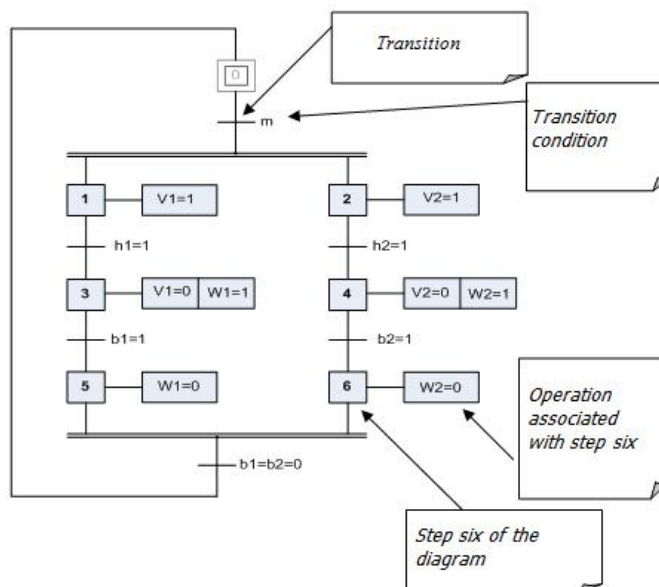 Transition
0
m
Transition
condition
1
V1=1
2
V2=1
h1=1
h2=1
3
V1=0
W1=1
4
V2=0
W2=1
b1=1
b2=1
5
W1=0
6
W2=0
Operation
associated
with step six
b1=b2=0
Step six of the
diagram